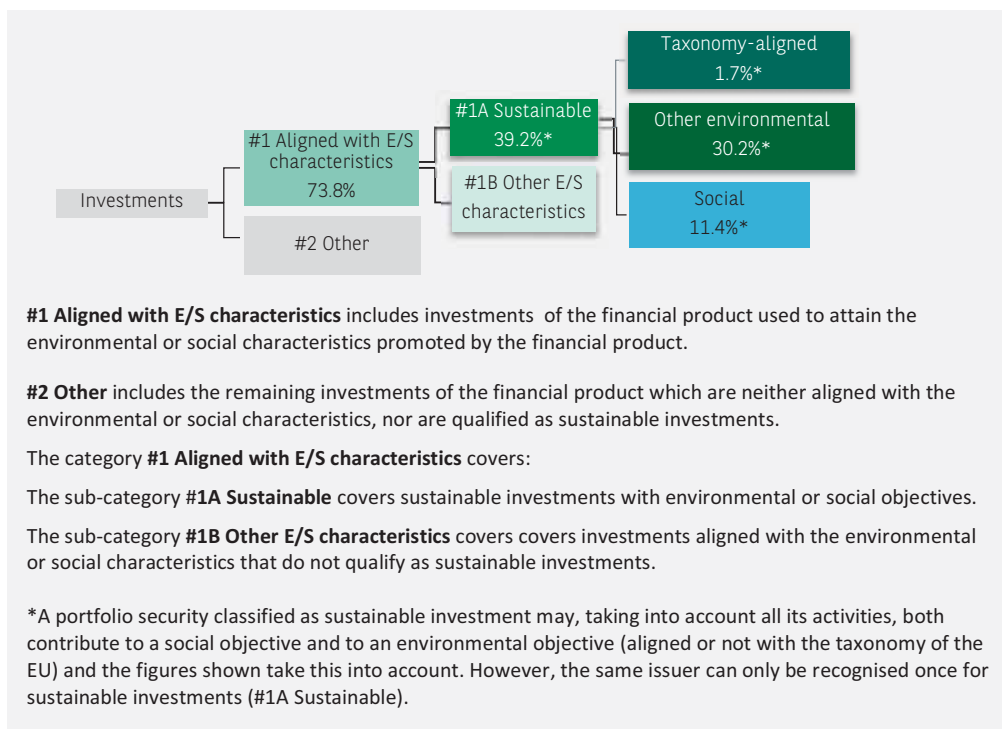 Taxonomy-aligned
1.7%*
#1A Sustainable
39.2%*
Other environmental
30.2%*
#1 Aligned with E/S
characteristics
73.8%
#1B Other E/S
characteristics
Investments
Social
11.4%*
#2 Other
#1 Aligned with E/S characteristics includes investments of the financial product used to attain the
environmental or social characteristics promoted by the financial product.
#2 Other includes the remaining investments of the financial product which are neither aligned with the
environmental or social characteristics, nor are qualified as sustainable investments.
The category #1 Aligned with E/S characteristics covers:
The sub-category #1A Sustainable covers sustainable investments with environmental or social objectives.
The sub-category #1B Other E/S characteristics covers covers investments aligned with the environmental
or social characteristics that do not qualify as sustainable investments.
*A portfolio security classified as sustainable investment may, taking into account all its activities, both
contribute to a social objective and to an environmental objective (aligned or not with the taxonomy of the
EU) and the figures shown take this into account. However, the same issuer can only be recognised once for
sustainable investments (#1A Sustainable).